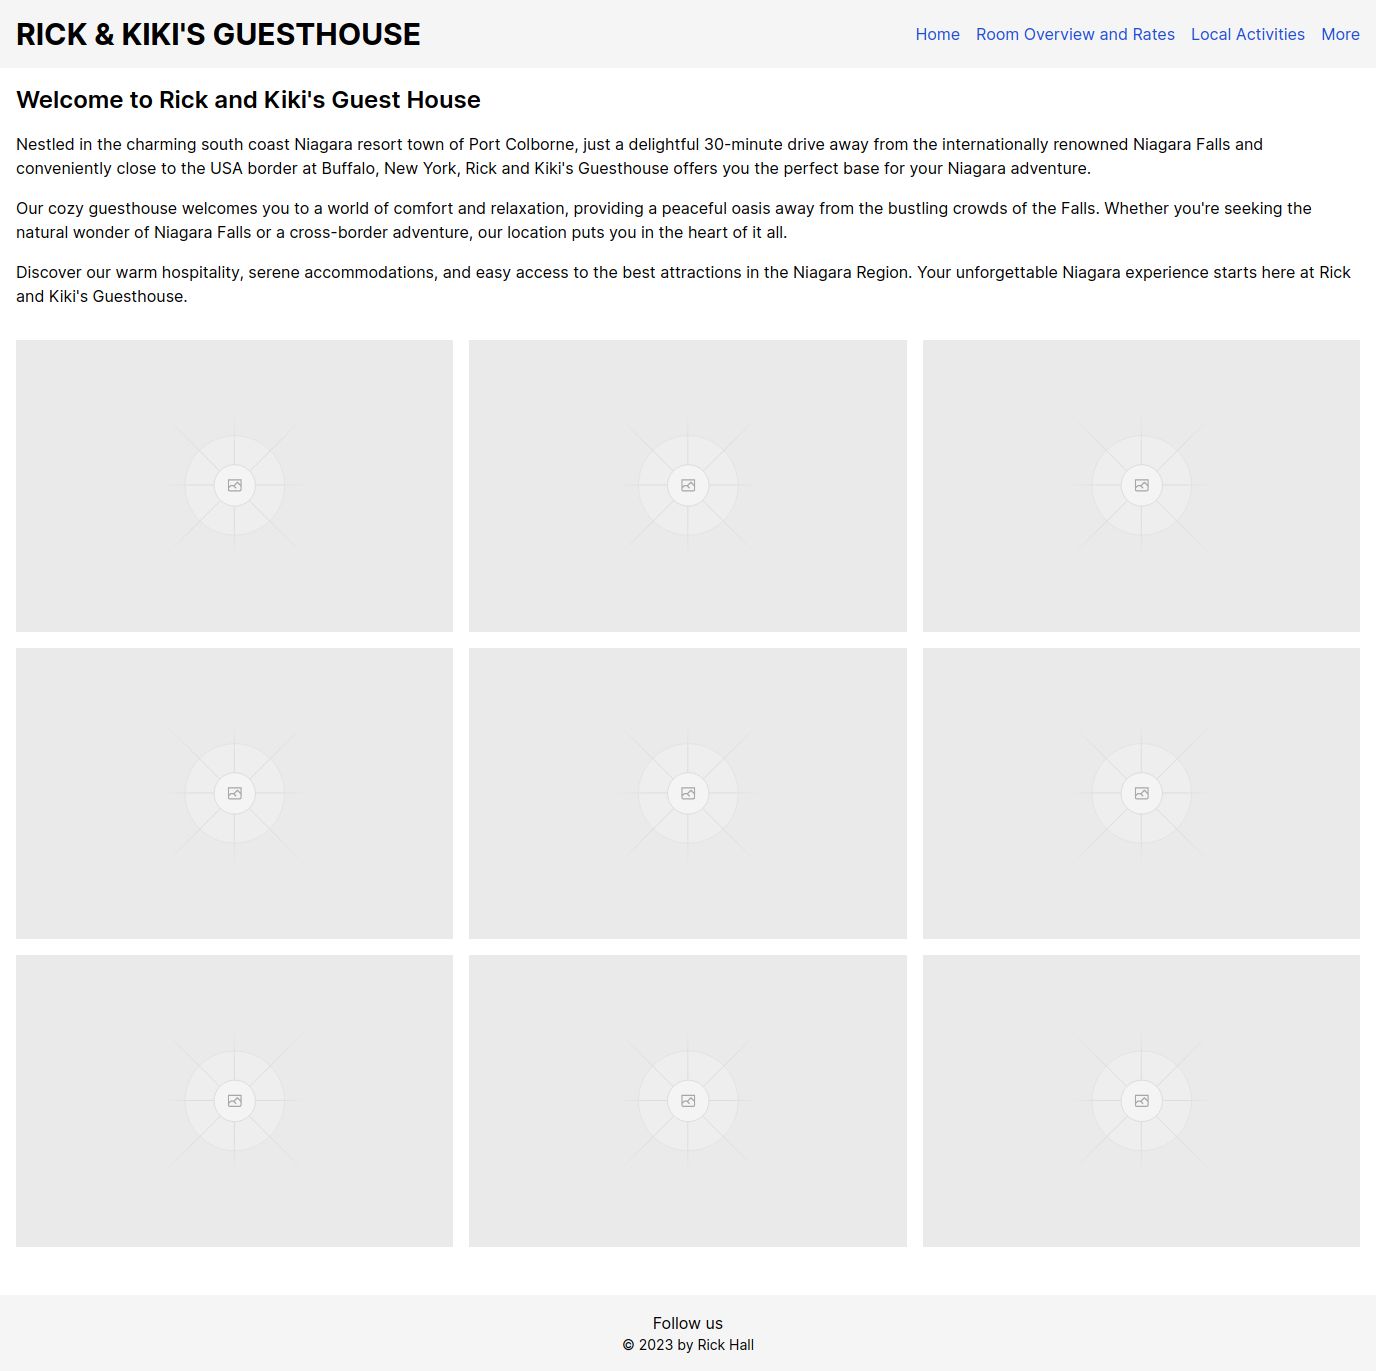 RICK & KIKI'S GUESTHOUSE
Home Room Overview and Rates Local Activities More
Welcome to Rick and Kiki's Guest House
Nestled in the charming south coast Niagara resort town of Port Colborne, just a delightful 30-minute drive away from the internationally renowned Niagara Falls and
conveniently close to the USA border at Buffalo, New York, Rick and Kiki's Guesthouse offers you the perfect base for your Niagara adventure.
Our cozy guesthouse welcomes you to a world of comfort and relaxation, providing a peaceful oasis away from the bustling crowds of the Falls. Whether you're seeking the
natural wonder of Niagara Falls or a cross-border adventure, our location puts you in the heart of it all.
Discover our warm hospitality, serene accommodations, and easy access to the best attractions in the Niagara Region. Your unforgettable Niagara experience starts here at Rick
and Kiki's Guesthouse.
Follow us
© 2023 by Rick Hall